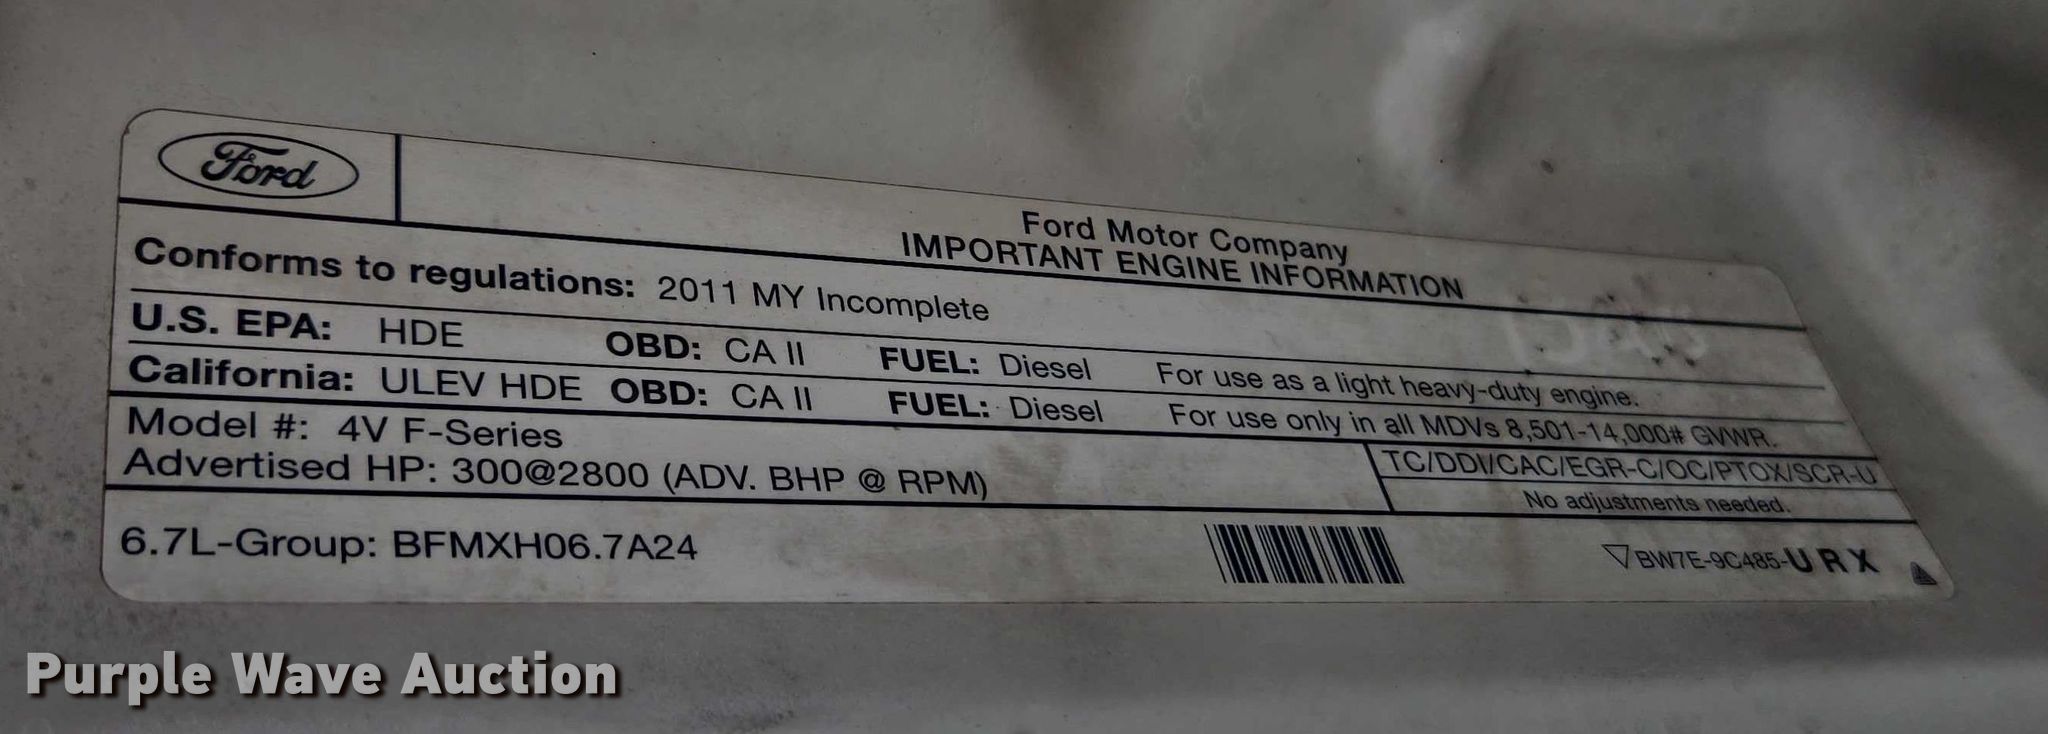 Ford
Ford Motor Company
IMPORTANT ENGINE INFORMATION
Conforms to regulations: 2011 MY Incomplete
U.S. EPA: HDE OBD: CA II FUEL: Diesel For use as a light heavy-duty engine.
California: ULEV HDE OBD: CA II FUEL: Diesel For use only in all MDVs 8,501-14,000# GVWR.
Model #: 4V F-Series
Advertised HP: 300@2800 (ADV. BHP @ RPM)
TC/DDI/CAC/EGR-C/OC/PTOX/SCR-U
No adjustments needed.
6.7L-Group: BFMXH06.7A24
BW7E-9C485-URX
Purple Wave Auction